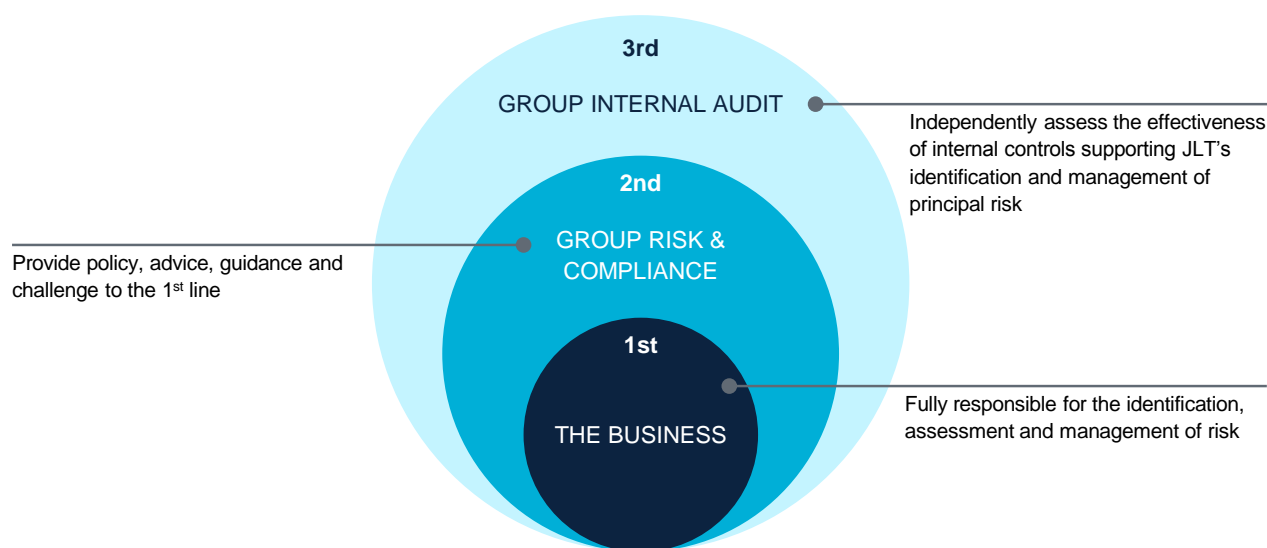 3rd
GROUP INTERNAL AUDIT
Independently assess the effectiveness
of internal controls supporting JLT’s
identification and management of
principal risk
2nd
GROUP RISK &
COMPLIANCE
Provide policy, advice, guidance and
challenge to the 1st line
1st
THE BUSINESS
Fully responsible for the identification,
assessment and management of risk